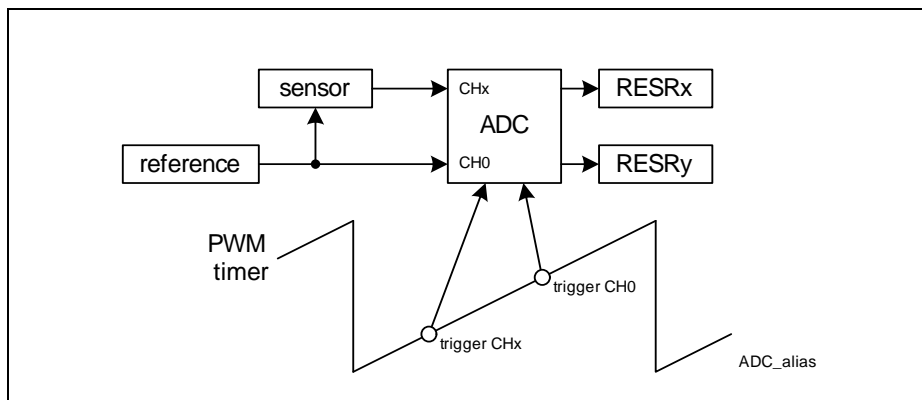 sensor
CHx
ADC
RESRx
reference
CH0
RESRy
PWM
timer
trigger CH0
trigger CHx
ADC_alias